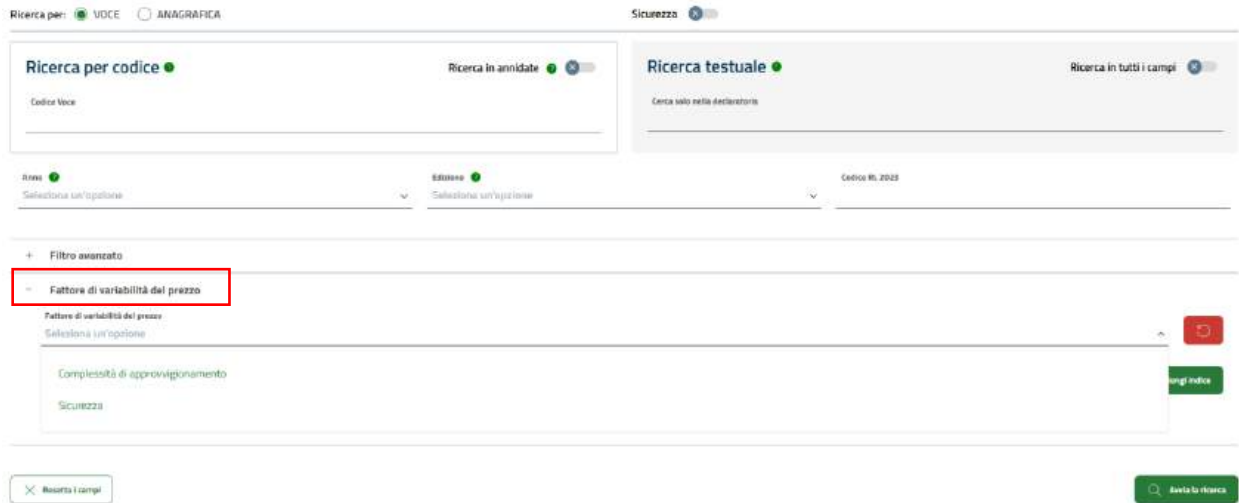 Ricerca per: VOCE ANAGRAFICA Sicurezza
Ricerca per codice Ricerca in annidate Ricerca testuale Ricerca in tutti i campi
Codice Voce Cerca solo nella declaratoria
Anno Edizione Codice RL 2023
Seleziona un'opzione Seleziona un'opzione
+ Filtro avanzato
- Fattore di variabilità del prezzo
Fattore di variabilità del prezzo
Seleziona un'opzione
Complessità di approvvigionamento
ungi indice
Sicurezza
Resetta i campi Avvia la ricerca